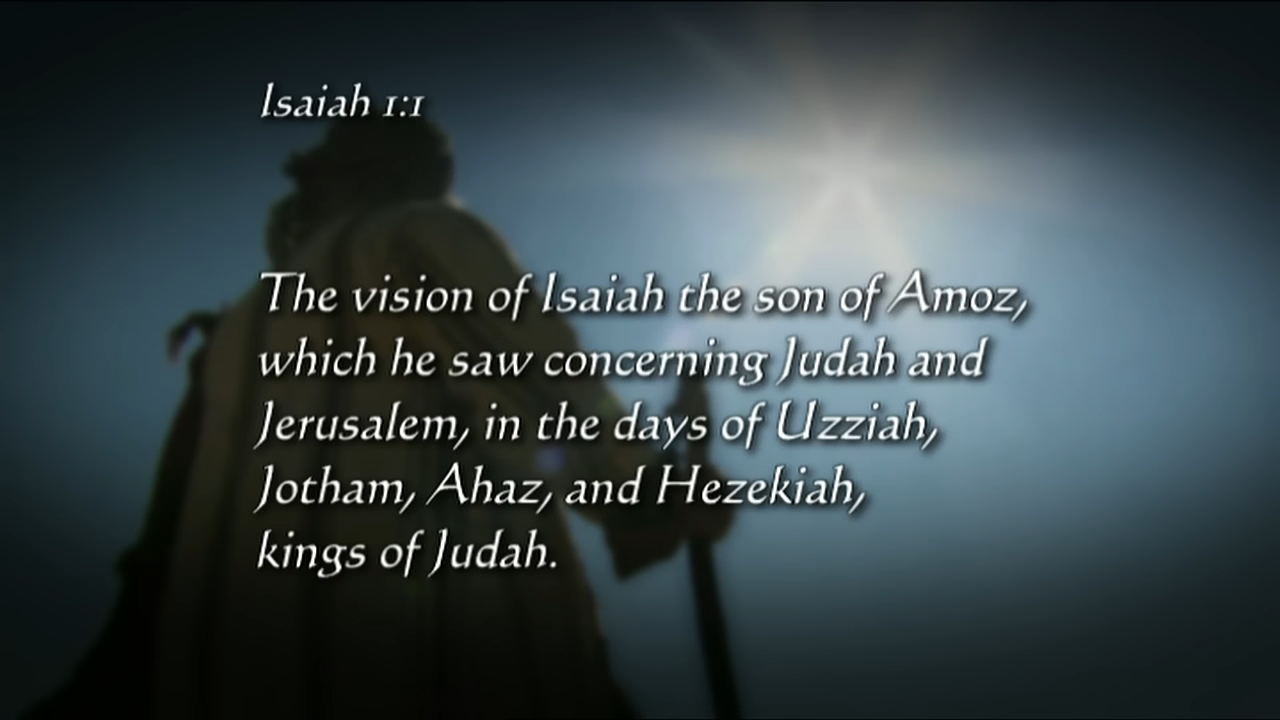 Isaiah 1:1
The vision of Isaiah the son of Amoz,
which he saw concerning Judah and
Jerusalem, in the days of Uzziah,
Jotham, Ahaz, and Hezekiah,
kings of Judah.